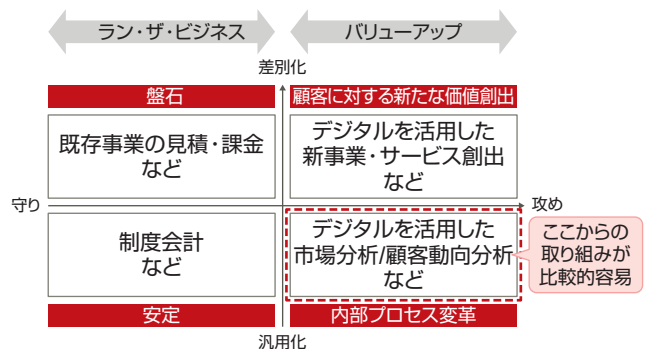 ラン・ザ・ビジネス
バリューアップ
差別化
盤石
顧客に対する新たな価値創出
既存事業の見積・課金
など
デジタルを活用した
新事業・サービス創出
など
守り
攻め
制度会計
など
デジタルを活用した
市場分析/顧客動向分析
など
ここからの
取り組みが
比較的容易
安定
内部プロセス変革
汎用化